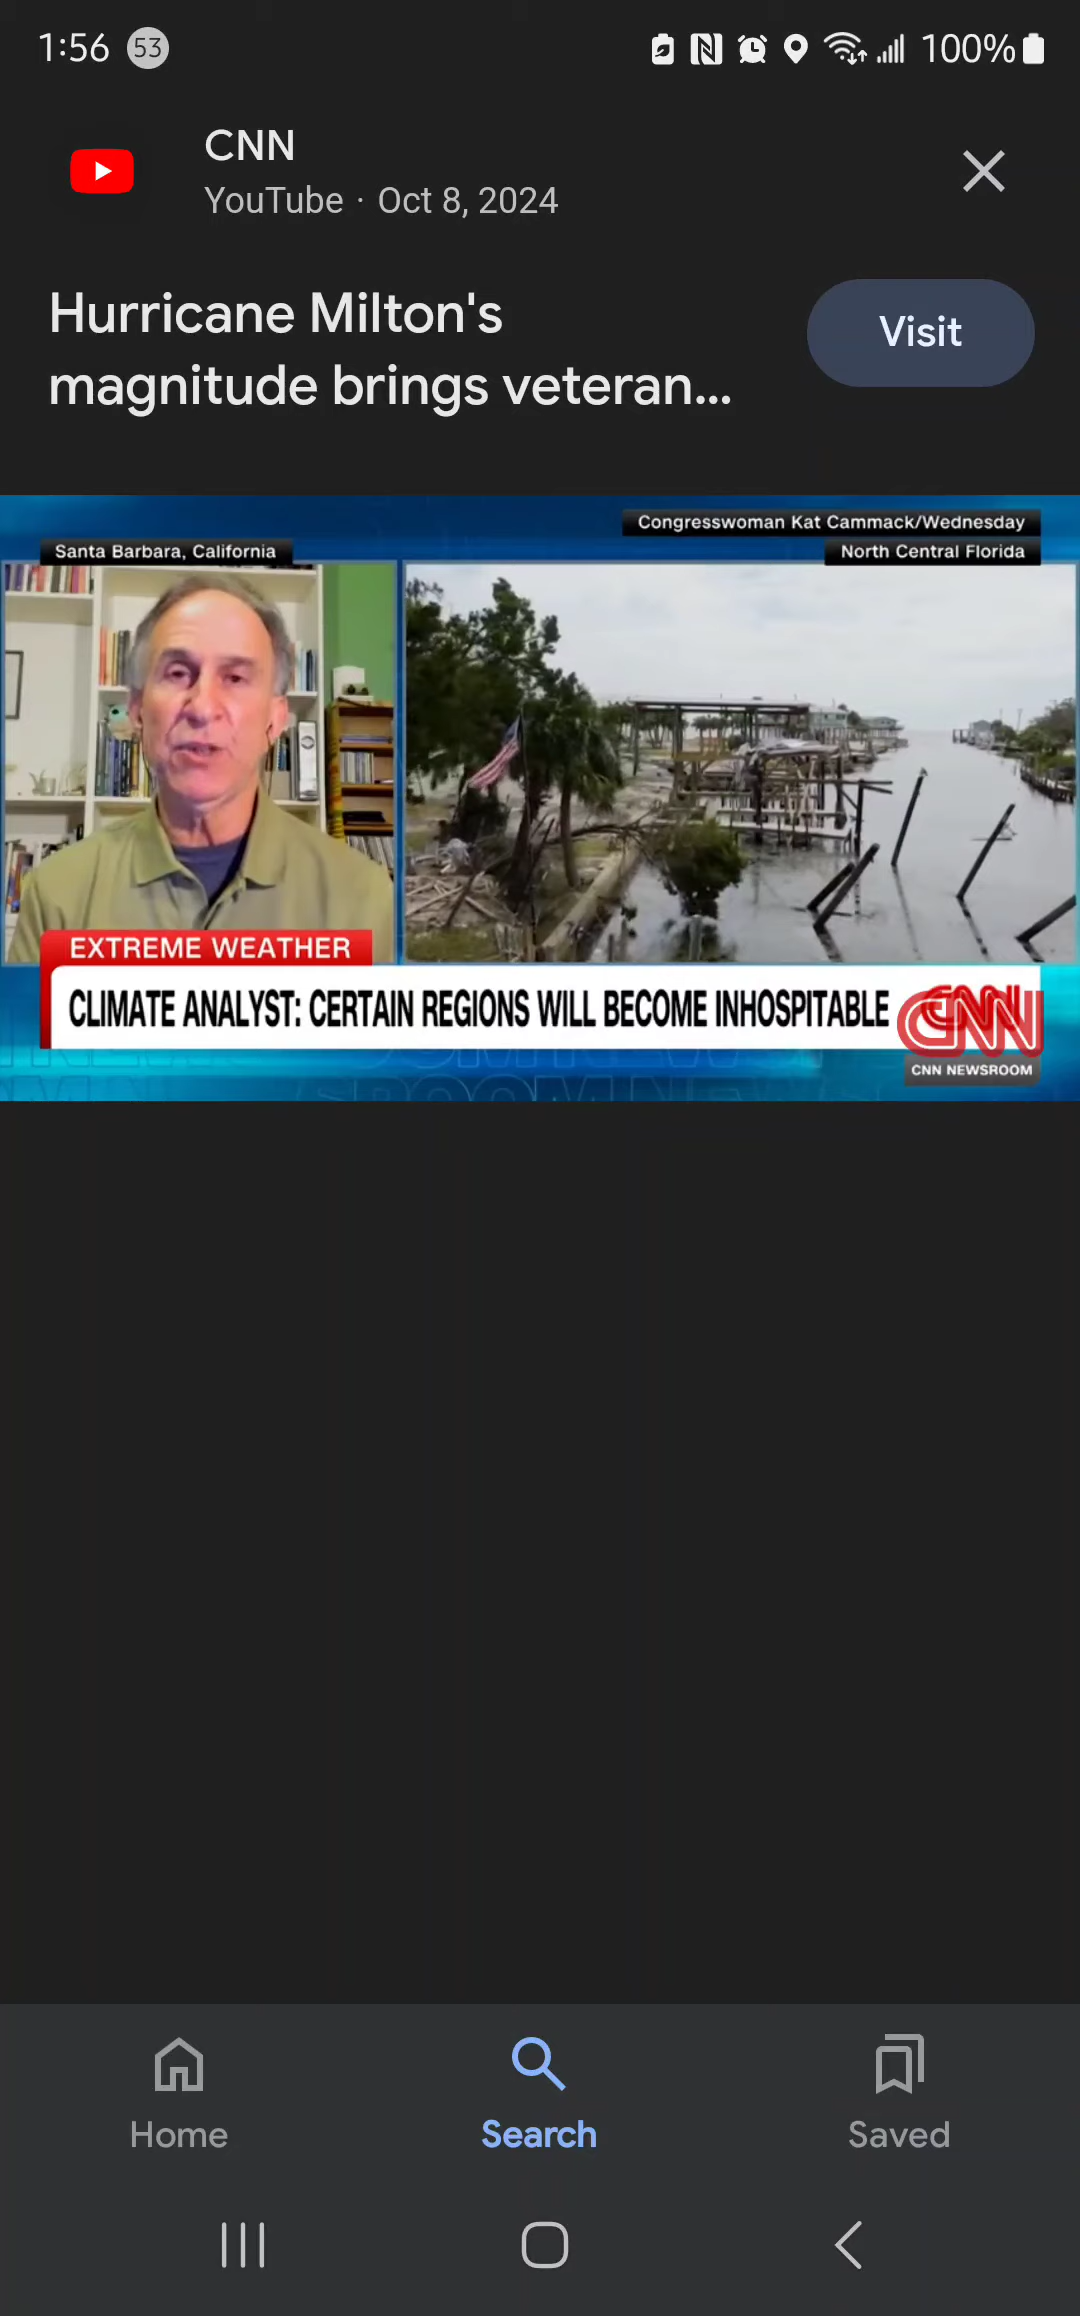 1:56 53 100%
CNN
YouTube · Oct 8, 2024
Hurricane Milton's
magnitude brings veteran...
Visit
Congresswoman Kat Cammack/Wednesday
Santa Barbara, California
North Central Florida
EXTREME WEATHER
CLIMATE ANALYST: CERTAIN REGIONS WILL BECOME INHOSPITABLE
CNN
CNN NEWSROOM
Home
Search
Saved